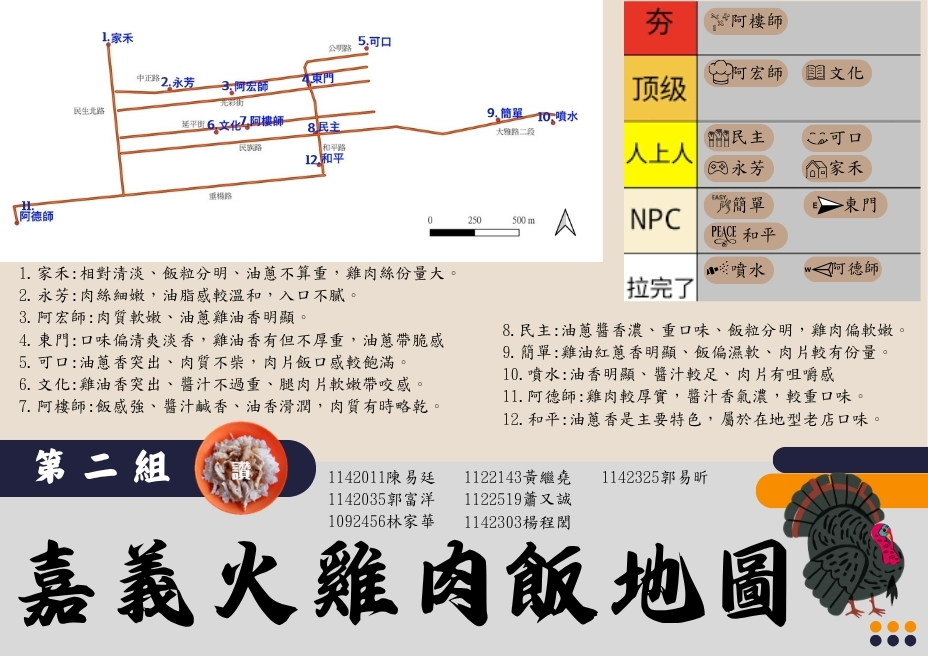 1.家禾
5.可口
公明路
中正路
2.永芳
3.阿宏師
4.東門
光彩街
民生北路
延平街
6.文化
7.阿樓師
8.民主
9.簡單
10.噴水
大雅路二段
民族路
和平路
12.和平
垂楊路
11.
阿德師
0 250 500 m
夯
阿樓師
顶级
阿宏師
文化
人上人
民主
可口
永芳
家禾
NPC
EASY
簡單
E
東門
PEACE
和平
拉完了
噴水
W
阿德師
1. 家禾:相對清淡、飯粒分明、油蔥不算重，雞肉絲份量大。
2. 永芳:肉絲細嫩，油脂感較溫和，入口不膩。
3. 阿宏師:肉質軟嫩、油蔥雞油香明顯。
4. 東門:口味偏清爽淡香，雞油香有但不厚重，油蔥帶脆感
5. 可口:油蔥香突出、肉質不柴，肉片飯口感較飽滿。
6. 文化:雞油香突出、醬汁不過重、腿肉片軟嫩帶咬感。
7. 阿樓師:飯感強、醬汁鹹香、油香滑潤，肉質有時略乾。
8. 民主:油蔥醬香濃、重口味、飯粒分明，雞肉偏軟嫩。
9. 簡單:雞油紅蔥香明顯、飯偏濕軟、肉片較有份量。
10. 噴水:油香明顯、醬汁較足、肉片有咀嚼感
11. 阿德師:雞肉較厚實，醬汁香氣濃，較重口味。
12. 和平:油蔥香是主要特色，屬於在地型老店口味。
第二組
讚
1142011陳易廷 1122143黃繼堯 1142325郭易昕
1142035郭富洋 1122519蕭又誠
1092456林家華 1142303楊程閎
嘉義火雞肉飯地圖